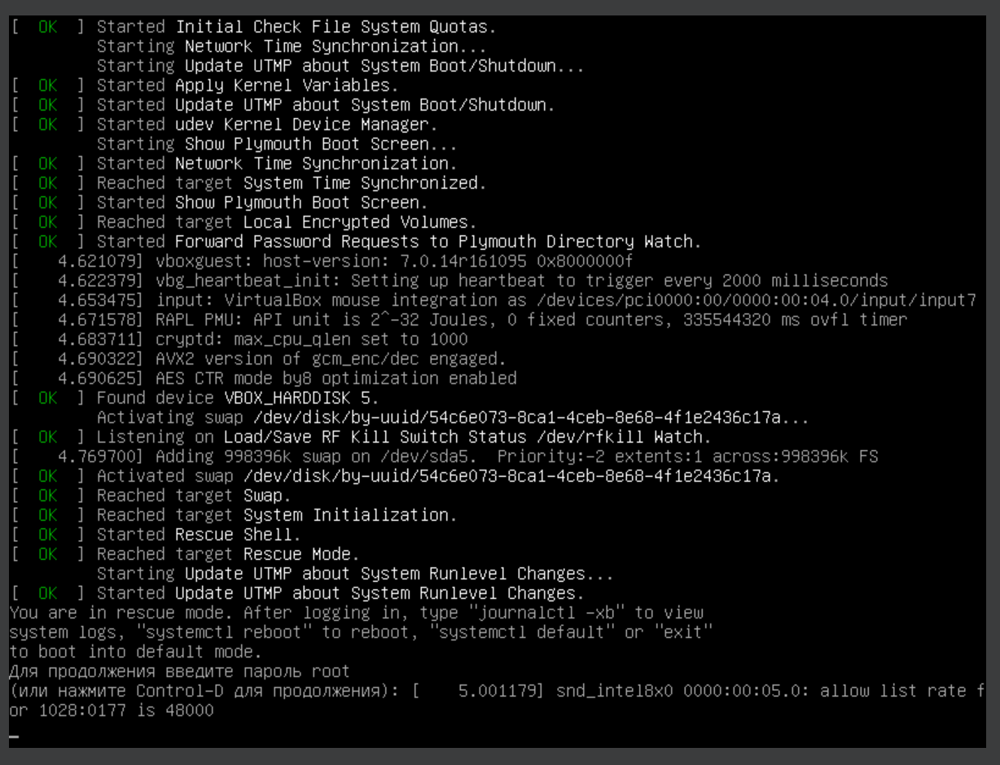 [  OK  ] Started Initial Check File System Quotas.
         Starting Network Time Synchronization...
         Starting Update UTMP about System Boot/Shutdown...
[  OK  ] Started Apply Kernel Variables.
[  OK  ] Started Update UTMP about System Boot/Shutdown.
[  OK  ] Started udev Kernel Device Manager.
         Starting Show Plymouth Boot Screen...
[  OK  ] Started Network Time Synchronization.
[  OK  ] Reached target System Time Synchronized.
[  OK  ] Started Show Plymouth Boot Screen.
[  OK  ] Reached target Local Encrypted Volumes.
[  OK  ] Started Forward Password Requests to Plymouth Directory Watch.
[    4.621079] vboxguest: host-version: 7.0.14r161095 0x8000000f
[    4.622379] vbg_heartbeat_init: Setting up heartbeat to trigger every 2000 milliseconds
[    4.653475] input: VirtualBox mouse integration as /devices/pci0000:00/0000:00:04.0/input/input7
[    4.671578] RAPL PMU: API unit is 2^-32 Joules, 0 fixed counters, 335544320 ms ovfl timer
[    4.683711] cryptd: max_cpu_qlen set to 1000
[    4.690322] AVX2 version of gcm_enc/dec engaged.
[    4.690625] AES CTR mode by8 optimization enabled
[  OK  ] Found device VBOX_HARDDISK 5.
         Activating swap /dev/disk/by-uuid/54c6e073-8ca1-4ceb-8e68-4f1e2436c17a...
[  OK  ] Listening on Load/Save RF Kill Switch Status /dev/rfkill Watch.
[    4.769700] Adding 998396k swap on /dev/sda5.  Priority:-2 extents:1 across:998396k FS
[  OK  ] Activated swap /dev/disk/by-uuid/54c6e073-8ca1-4ceb-8e68-4f1e2436c17a.
[  OK  ] Reached target Swap.
[  OK  ] Reached target System Initialization.
[  OK  ] Started Rescue Shell.
[  OK  ] Reached target Rescue Mode.
         Starting Update UTMP about System Runlevel Changes...
[  OK  ] Started Update UTMP about System Runlevel Changes.
You are in rescue mode. After logging in, type "journalctl -xb" to view
system logs, "systemctl reboot" to reboot, "systemctl default" or "exit"
to boot into default mode.
Для продолжения введите пароль root
(или нажмите Control-D для продолжения): [    5.001179] snd_intel8x0 0000:00:05.0: allow list rate f
or 1028:0177 is 48000